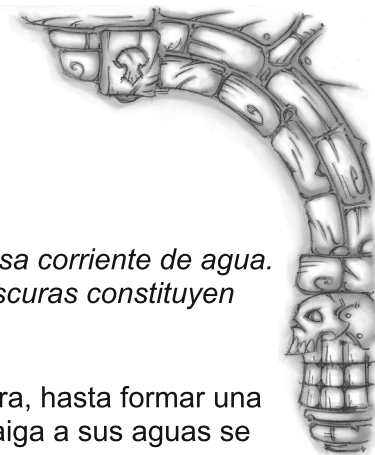 sa corriente de agua.
scuras constituyen
ra, hasta formar una
aiga a sus aguas se